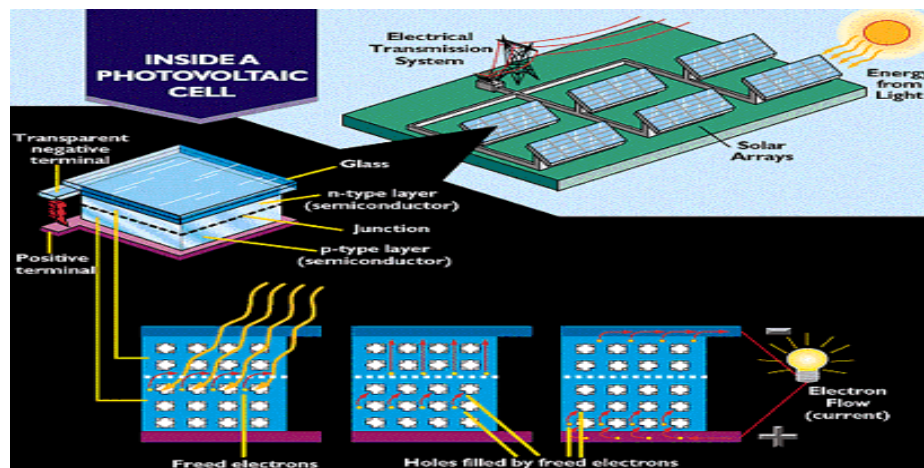 INSIDE A
PHOTOVOLTAIC
CELL
Electrical
Transmission
System
Energy
from
Light
Solar
Arrays
Transparent
negative
terminal
Glass
n-type layer
(semiconductor)
Junction
p-type layer
(semiconductor)
Positive
terminal
Freed electrons
Holes filled by freed electrons
−
Electron
Flow
(current)
+